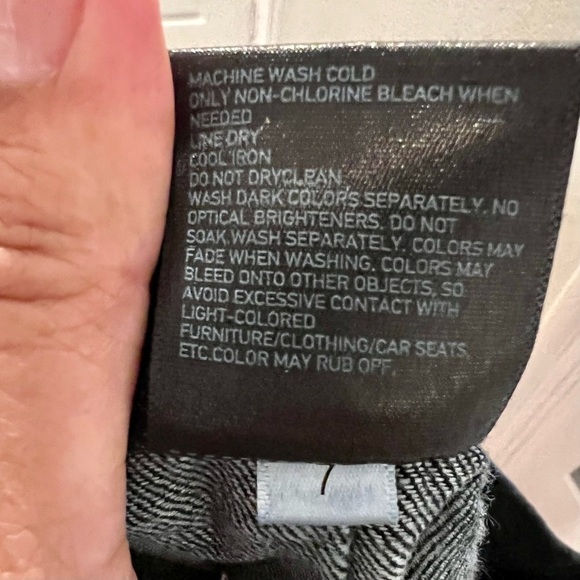 MACHINE WASH COLD
ONLY NON-CHLORINE BLEACH WHEN
NEEDED
LINE DRY
COOL IRON
DO NOT DRYCLEAN
WASH DARK COLORS SEPARATELY. NO
OPTICAL BRIGHTENERS. DO NOT
SOAK.WASH SEPARATELY. COLORS MAY
FADE WHEN WASHING. COLORS MAY
BLEED ONTO OTHER OBJECTS, SO
AVOID EXCESSIVE CONTACT WITH
LIGHT-COLORED
FURNITURE/CLOTHING/CAR SEATS,
ETC.COLOR MAY RUB OFF.
7